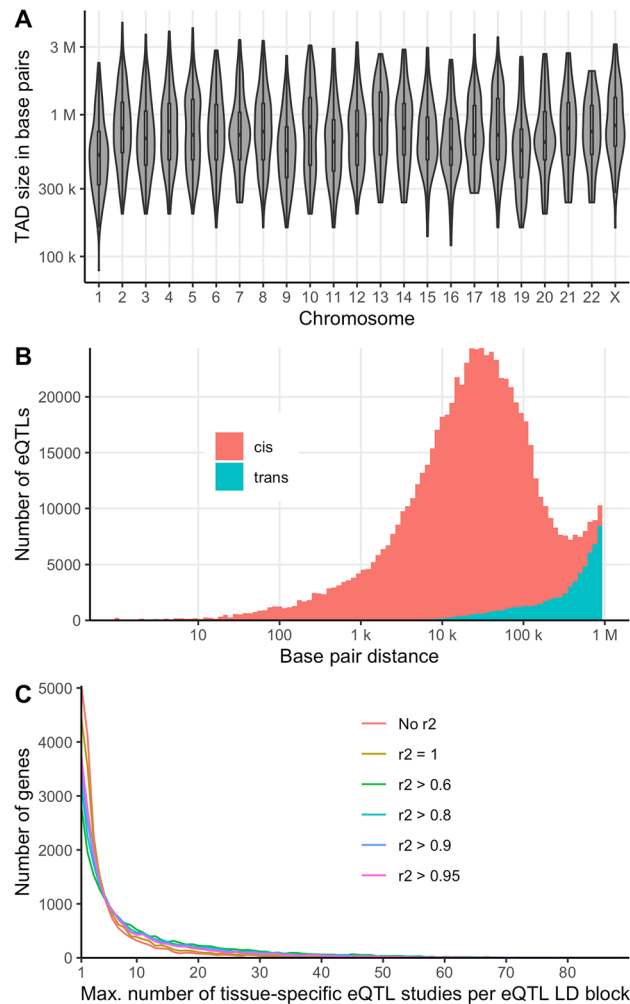 A
TAD size in base pairs
3 M
1 M
300 k
100 k
1 2 3 4 5 6 7 8 9 10 11 12 13 14 15 16 17 18 19 20 21 22 X
Chromosome
B
Number of eQTLs
20000
15000
10000
5000
0
cis
trans
10 100 1 k 10 k 100 k 1 M
Base pair distance
C
Number of genes
5000
4000
3000
2000
1000
0
No r2
r2 = 1
r2 > 0.6
r2 > 0.8
r2 > 0.9
r2 > 0.95
1 10 20 30 40 50 60 70 80
Max. number of tissue-specific eQTL studies per eQTL LD block